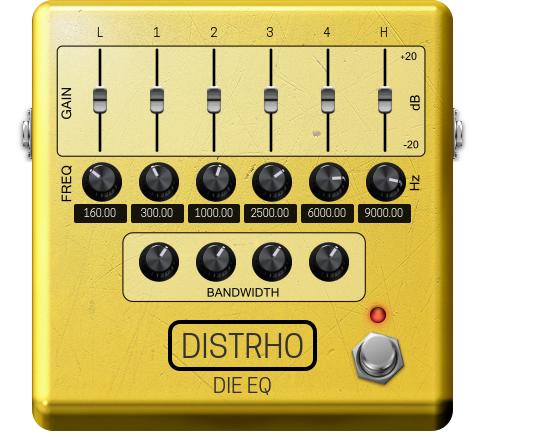 L 1 2 3 4 H
+20
GAIN
dB
-20
FREQ
Hz
160.00 300.00 1000.00 2500.00 6000.00 9000.00
BANDWIDTH
DISTRHO
DIE EQ